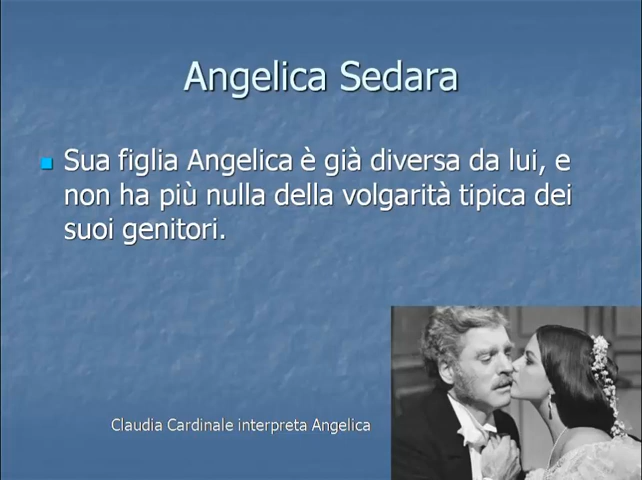 Angelica Sedara
Sua figlia Angelica è già diversa da lui, e
non ha più nulla della volgarità tipica dei
suoi genitori.
Claudia Cardinale interpreta Angelica